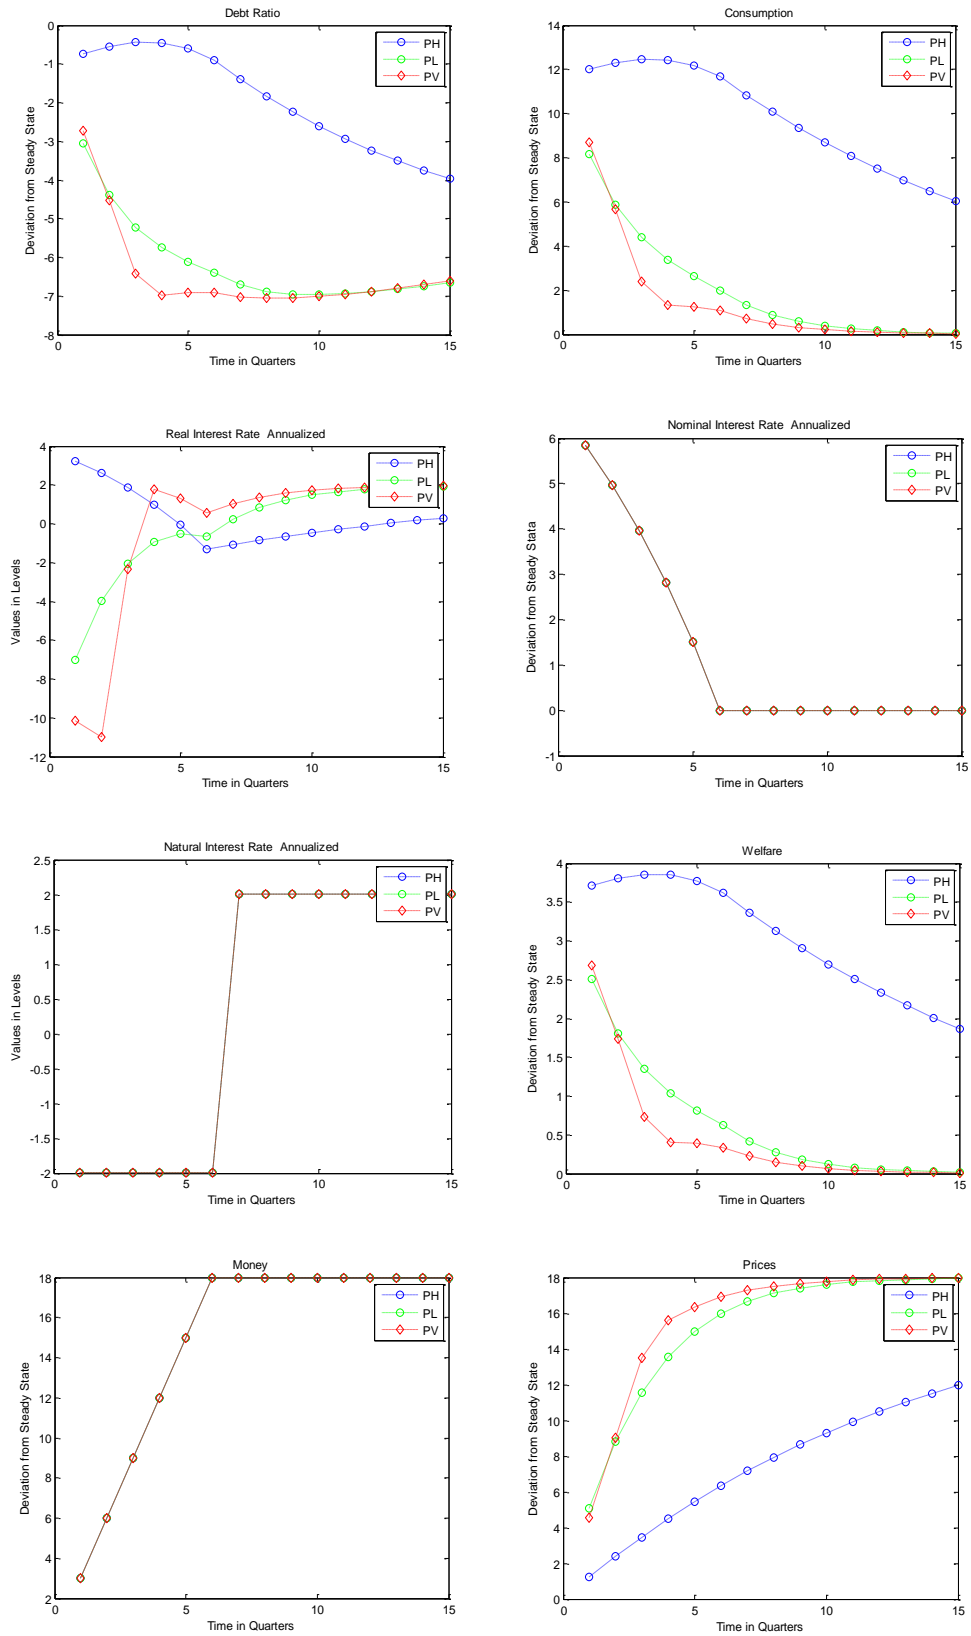 Debt Ratio
0
-1
-2
-3
-4
-5
-6
-7
-8
Deviation from Steady State
0
5
10
15
Time in Quarters
PH
PL
PV
Consumption
14
12
10
8
6
4
2
0
Deviation from Steady State
0
5
10
15
Time in Quarters
PH
PL
PV
Real Interest Rate Annualized
4
2
0
-2
-4
-6
-8
-10
-12
Values in Levels
0
5
10
15
Time in Quarters
PH
PL
PV
Nominal Interest Rate Annualized
6
5
4
3
2
1
0
-1
Deviation from Steady Stata
0
5
10
15
Time in Quarters
PH
PL
PV
Natural Interest Rate Annualized
2.5
2
1.5
1
0.5
0
-0.5
-1
-1.5
-2
Values in Levels
0
5
10
15
Time in Quarters
PH
PL
PV
Welfare
4
3.5
3
2.5
2
1.5
1
0.5
0
Deviation from Steady State
0
5
10
15
Time in Quarters
PH
PL
PV
Money
18
16
14
12
10
8
6
4
2
Deviation from Steady State
0
5
10
15
Time in Quarters
PH
PL
PV
Prices
18
16
14
12
10
8
6
4
2
0
Deviation from Steady State
0
5
10
15
Time in Quarters
PH
PL
PV